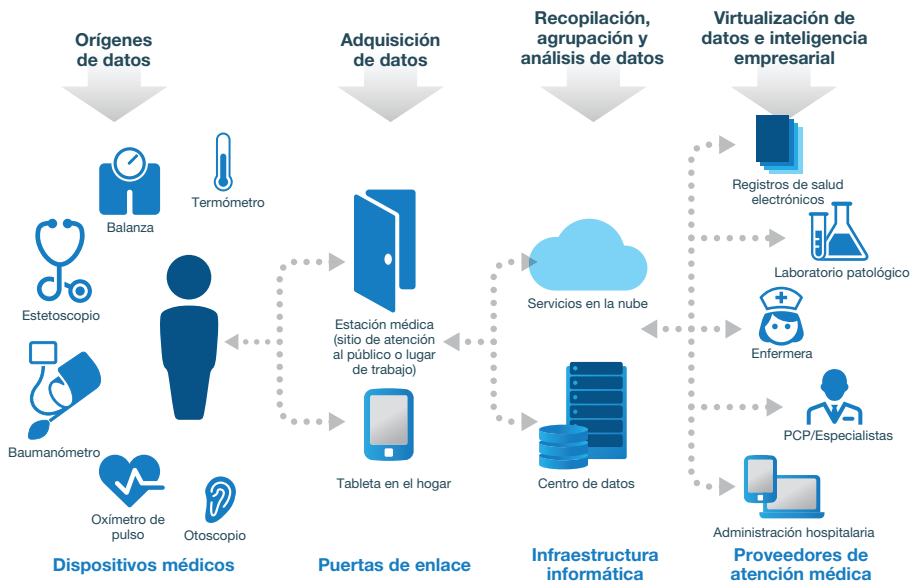 Orígenes
de datos
Adquisición
de datos
Recopilación,
agrupación y
análisis de datos
Virtualización de
datos e inteligencia
empresarial
Termómetro
Balanza
Estetoscopio
Baumanómetro
Oxímetro de
pulso
Otoscopio
Dispositivos médicos
Estación médica
(sitio de atención
al público o lugar
de trabajo)
Tableta en el hogar
Puertas de enlace
Servicios en la nube
Centro de datos
Infraestructura
informática
Registros de salud
electrónicos
Laboratorio patológico
Enfermera
PCP/Especialistas
Administración hospitalaria
Proveedores de
atención médica